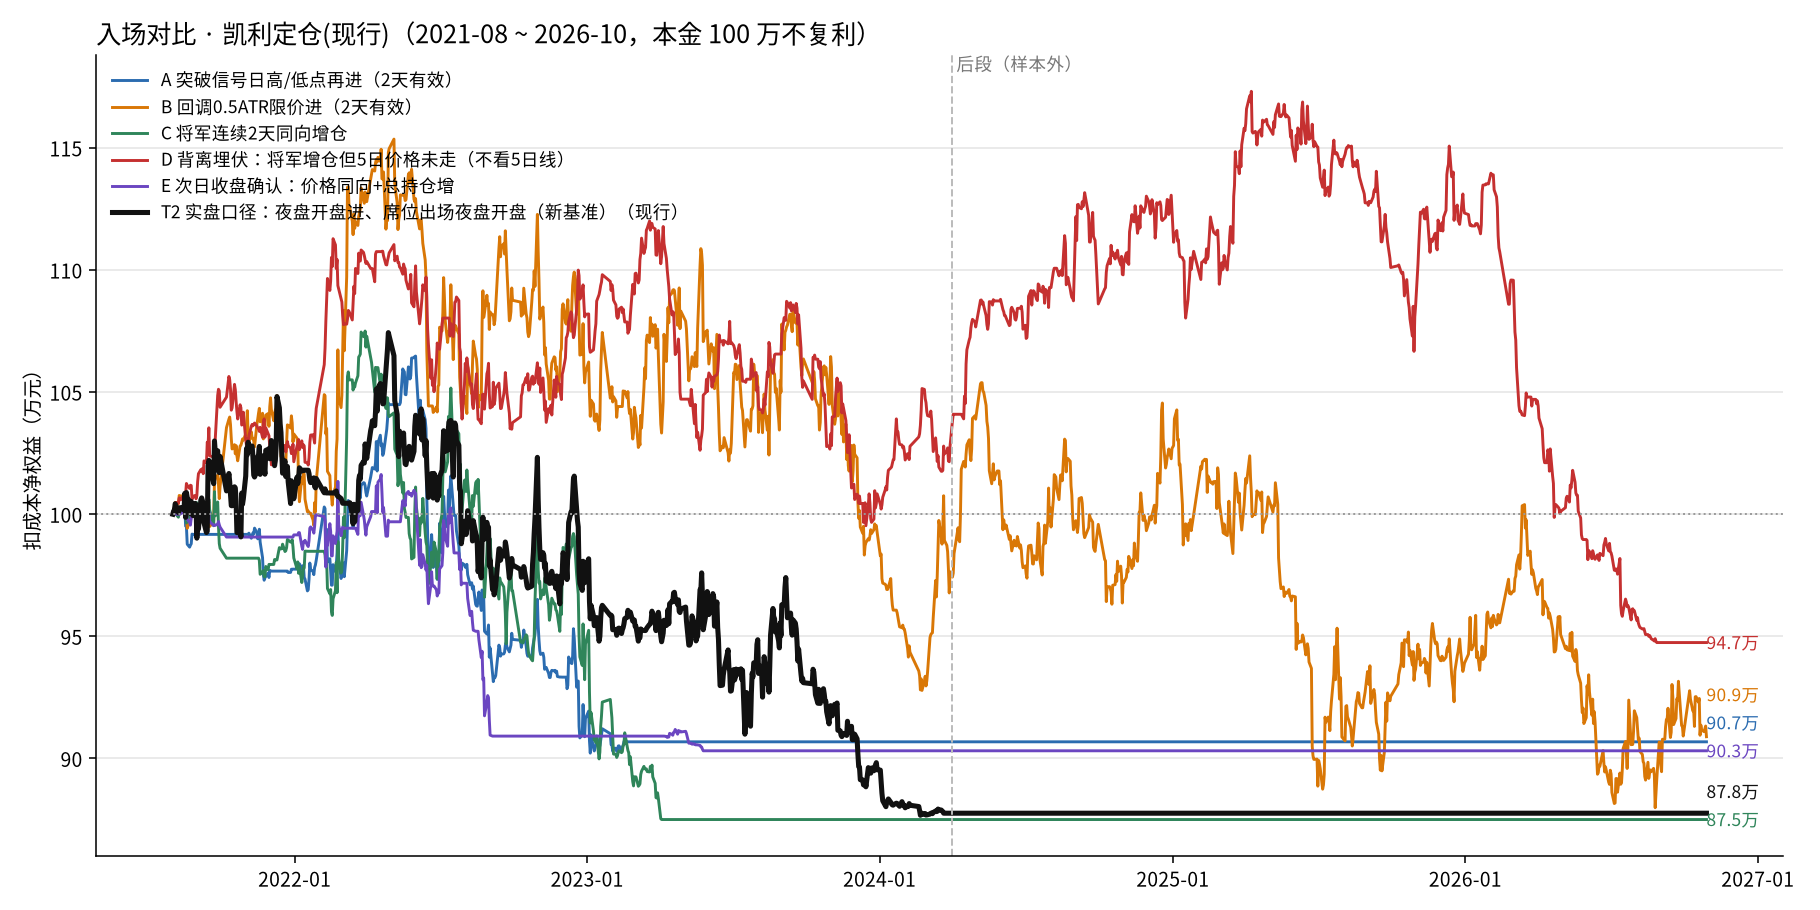 入场对比 · 凯利定仓(现行)（2021-08 ~ 2026-10，本金 100 万不复利）
后段（样本外）
A 突破信号日高/低点再进（2天有效）
B 回调0.5ATR限价进（2天有效）
C 将军连续2天同向增仓
D 背离埋伏：将军增仓但5日价格未走（不看5日线）
E 次日收盘确认：价格同向+总持仓增
T2 实盘口径：夜盘开盘进、席位出场夜盘开盘（新基准）（现行）
扣成本净权益（万元）
115
110
105
100
95
90
94.7万
90.9万
90.7万
90.3万
87.8万
87.5万
2022-01
2023-01
2024-01
2025-01
2026-01
2027-01